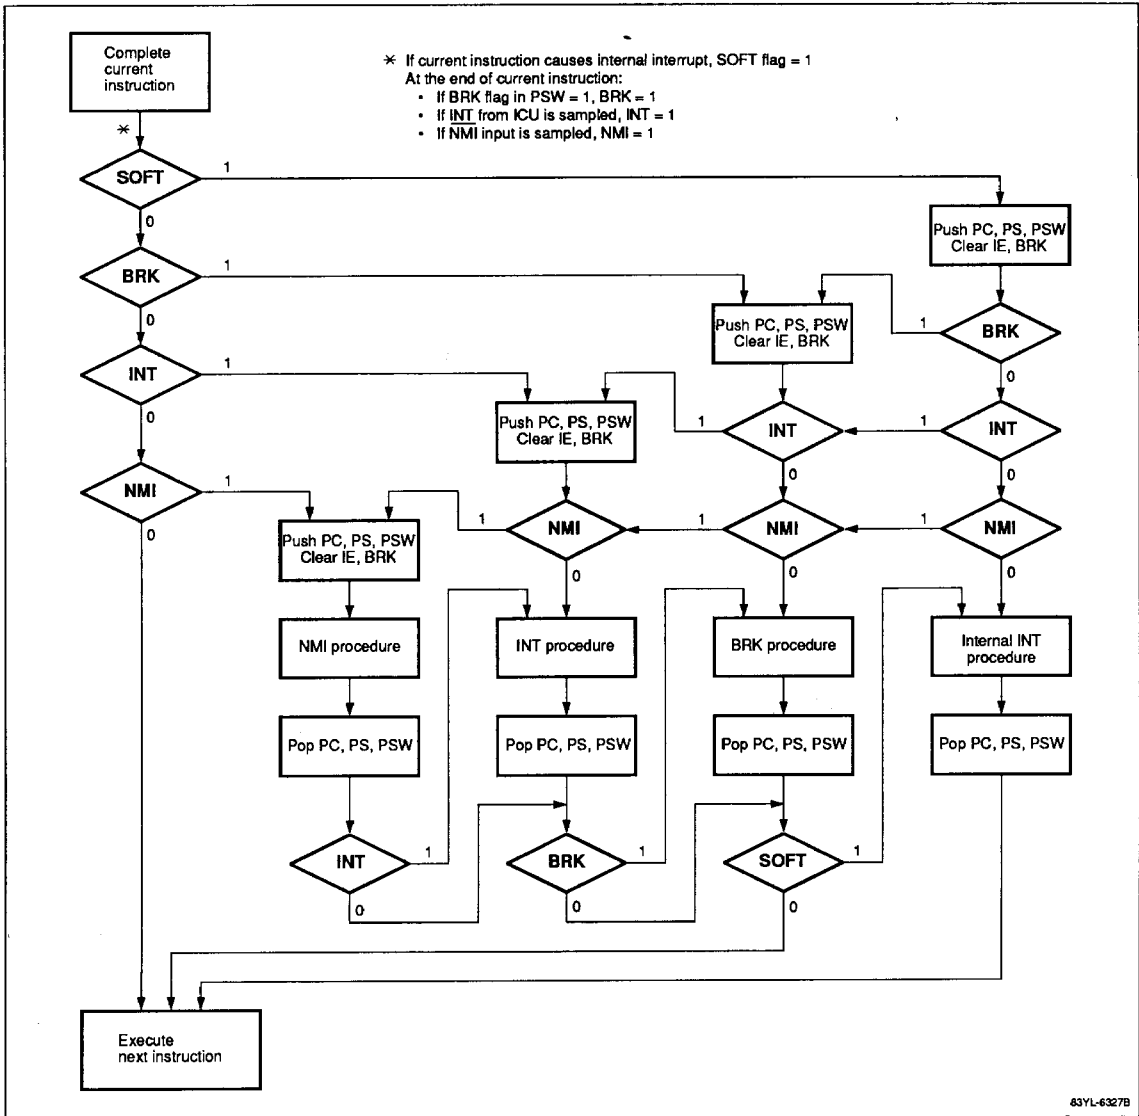 Complete
current
instruction
* If current instruction causes internal interrupt, SOFT flag = 1
At the end of current instruction:
• If BRK flag in PSW = 1, BRK = 1
• If INT from ICU is sampled, INT = 1
• If NMI input is sampled, NMI = 1
*
SOFT
1
0
Push PC, PS, PSW
Clear IE, BRK
BRK
1
0
Push PC, PS, PSW
Clear IE, BRK
1
BRK
0
INT
1
0
Push PC, PS, PSW
Clear IE, BRK
1
INT
0
1
INT
0
NMI
1
0
Push PC, PS, PSW
Clear IE, BRK
1
NMI
0
1
NMI
0
1
NMI
0
NMI procedure
INT procedure
BRK procedure
Internal INT
procedure
Pop PC, PS, PSW
Pop PC, PS, PSW
Pop PC, PS, PSW
Pop PC, PS, PSW
INT
1
0
BRK
1
0
SOFT
1
0
Execute
next instruction
83YL-6327B